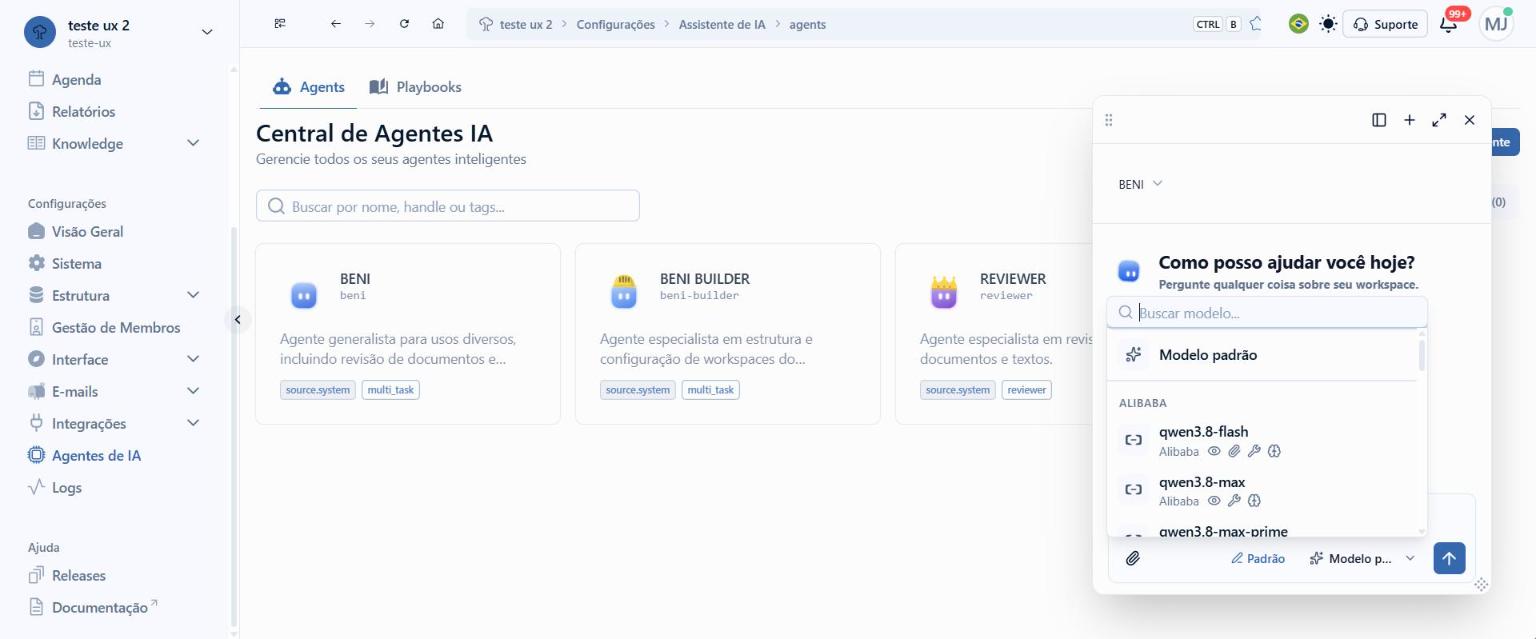 teste ux 2
teste-ux
Agenda
Relatórios
Knowledge
Configurações
Visão Geral
Sistema
Estrutura
Gestão de Membros
Interface
E-mails
Integrações
Agentes de IA
Logs
Ajuda
Releases
Documentação
teste ux 2 > Configurações > Assistente de IA > agents
CTRL B
Suporte
99+
MJ
Agents
Playbooks
Central de Agentes IA
Gerencie todos os seus agentes inteligentes
nte
Buscar por nome, handle ou tags...
(0)
BENI
beni
Agente generalista para usos diversos,
incluindo revisão de documentos e...
source.system multi_task
BENI BUILDER
beni-builder
Agente especialista em estrutura e
configuração de workspaces do...
source.system multi_task
REVIEWER
reviewer
Agente especialista em revis
documentos e textos.
source.system reviewer
BENI
Como posso ajudar você hoje?
Pergunte qualquer coisa sobre seu workspace.
Buscar modelo...
Modelo padrão
ALIBABA
qwen3.8-flash
Alibaba
qwen3.8-max
Alibaba
qwen3.8-max-prime
Padrão
Modelo p...